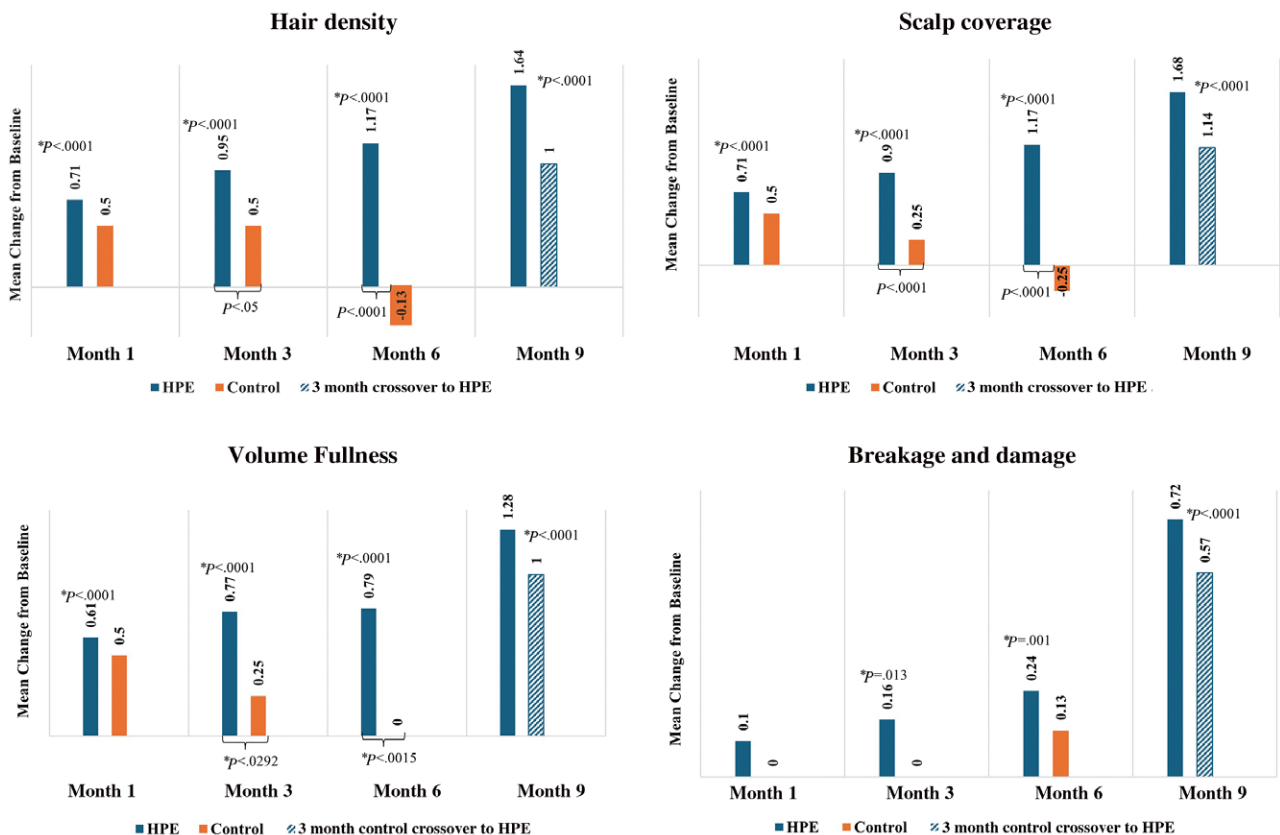 Hair density
Mean Change from Baseline
*P<.0001
0.71
0.5
*P<.0001
0.95
0.5
P<.05
*P<.0001
1.17
P<.0001
-0.13
1.64
*P<.0001
1
Month 1
Month 3
Month 6
Month 9
HPE
Control
3 month crossover to HPE
Scalp coverage
Mean Change from Baseline
*P<.0001
0.71
0.5
*P<.0001
0.9
0.25
P<.0001
*P<.0001
1.17
P<.0001
-0.25
1.68
*P<.0001
1.14
Month 1
Month 3
Month 6
Month 9
HPE
Control
3 month crossover to HPE .
Volume Fullness
Mean Change from Baseline
*P<.0001
0.61
0.5
*P<.0001
0.77
0.25
*P<.0292
*P<.0001
0.79
0
*P<.0015
1.28
*P<.0001
1
Month 1
Month 3
Month 6
Month 9
HPE
Control
3 month control crossover to HPE
Breakage and damage
Mean Change from Baseline
0.1
0
*P=.013
0.16
0
*P=.001
0.24
0.13
0.72
*P<.0001
0.57
Month 1
Month 3
Month 6
Month 9
HPE
Control
3 month control crossover to HPE